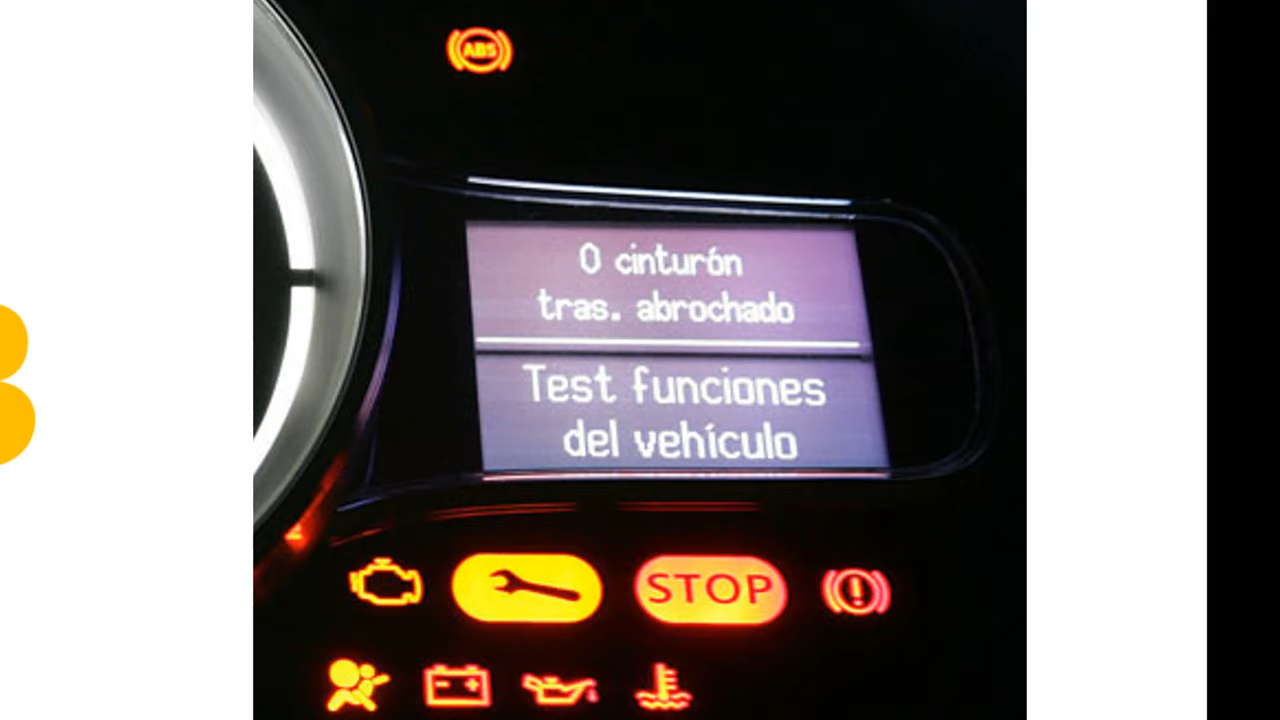 ABS
0 cinturón
tras. abrochado
Test funciones
del vehículo
STOP